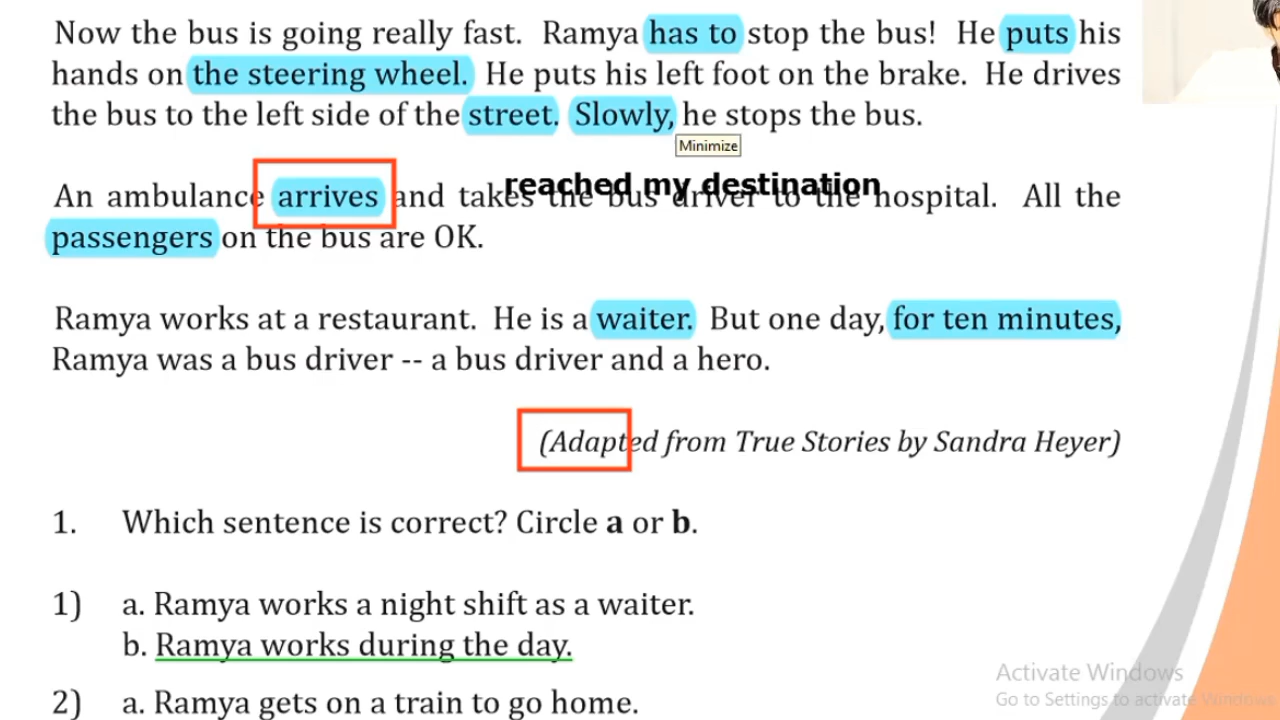 Now the bus is going really fast. Ramya has to stop the bus! He puts his
hands on the steering wheel. He puts his left foot on the brake. He drives
the bus to the left side of the street. Slowly, he stops the bus.
Minimize
reached my destination
An ambulance arrives and takes the bus driver to the hospital. All the
passengers on the bus are OK.
Ramya works at a restaurant. He is a waiter. But one day, for ten minutes,
Ramya was a bus driver -- a bus driver and a hero.
(Adapted from True Stories by Sandra Heyer)
1. Which sentence is correct? Circle a or b.
1) a. Ramya works a night shift as a waiter.
b. Ramya works during the day.
2) a. Ramya gets on a train to go home.
Activate Windows
Go to Settings to activate Windows.